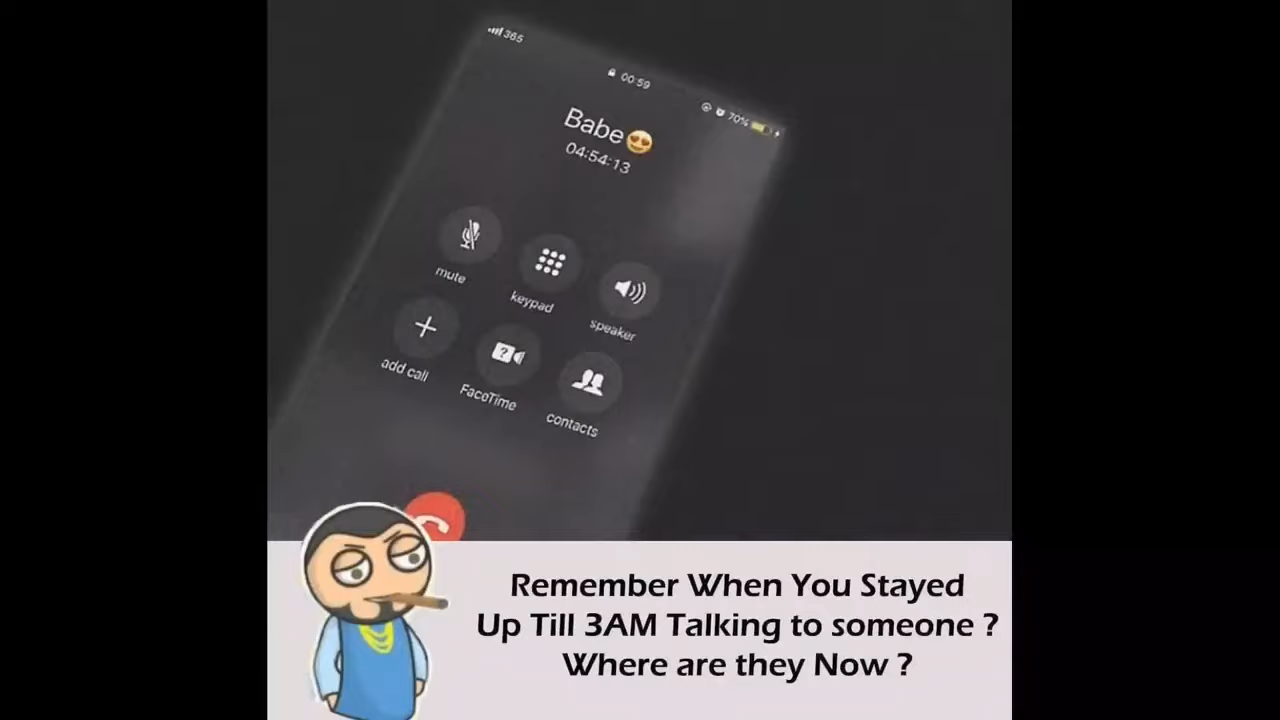 365
00:59
70%
Babe😍
04:54:13
mute
keypad
speaker
add call
FaceTime
contacts
Remember When You Stayed
Up Till 3AM Talking to someone ?
Where are they Now ?